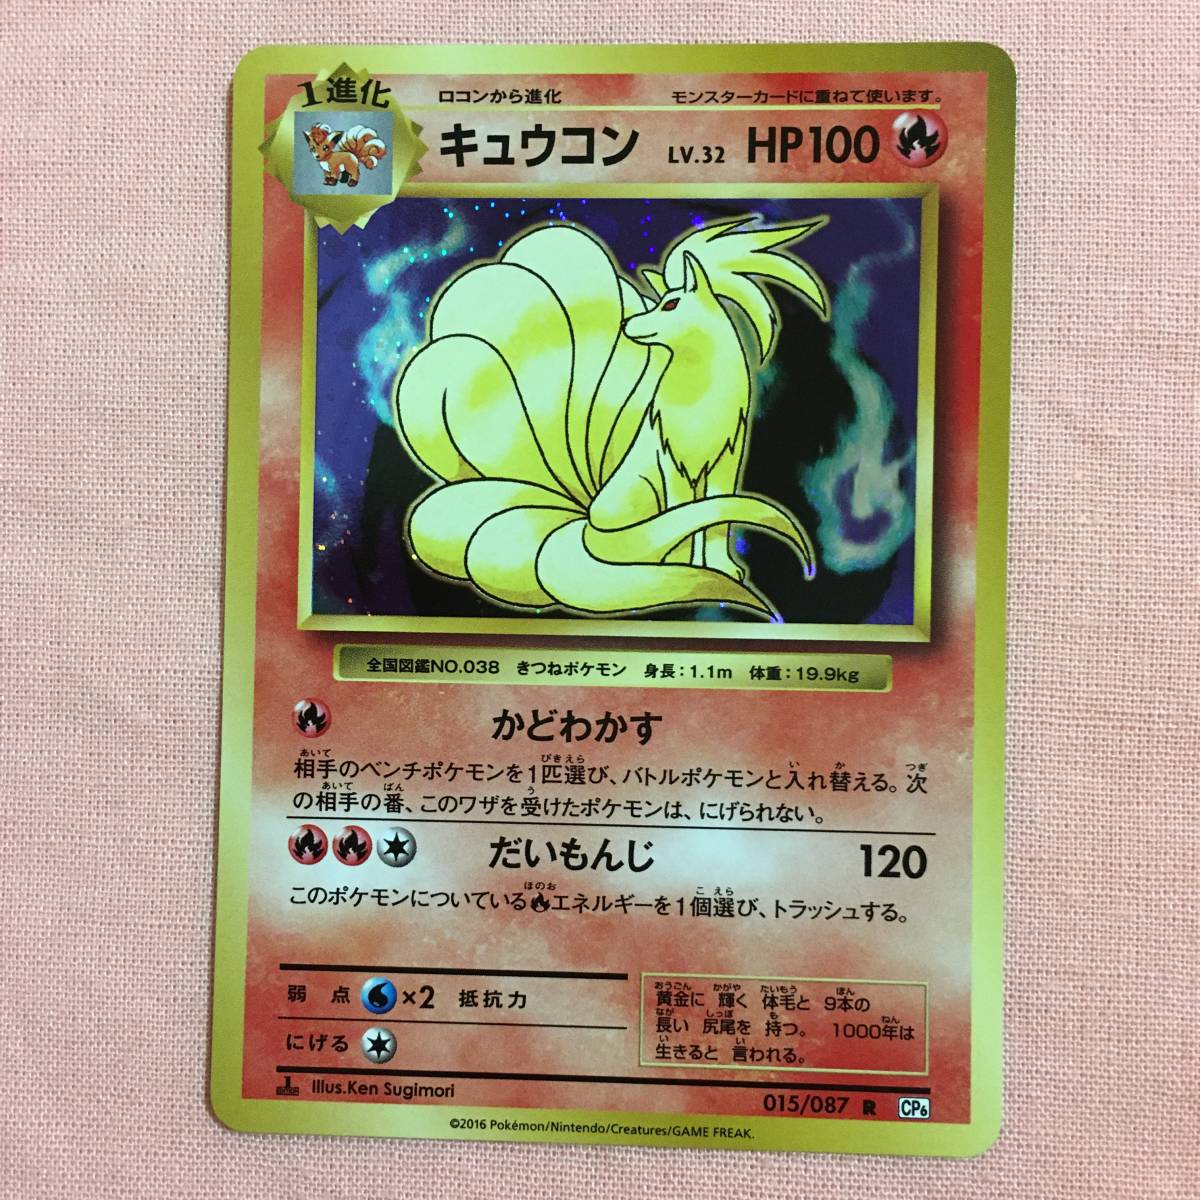 1進化
ロコンから進化 モンスターカードに重ねて使います。
キュウコン LV.32 HP100
全国図鑑NO.038 きつねポケモン 身長:1.1m 体重:19.9kg
かどわかす
相手のベンチポケモンを1匹選び、バトルポケモンと入れ替える。次
の相手の番、このワザを受けたポケモンは、にげられない。
だいもんじ 120
このポケモンについているエネルギーを1個選び、トラッシュする。
弱点 ×2 抵抗力
にげる
黄金に 輝く 体毛と 9本の
長い 尻尾を 持つ。 1000年は
生きると 言われる。
1 EDITION Illus.Ken Sugimori
015/087 R CP6
©2016 Pokémon/Nintendo/Creatures/GAME FREAK.